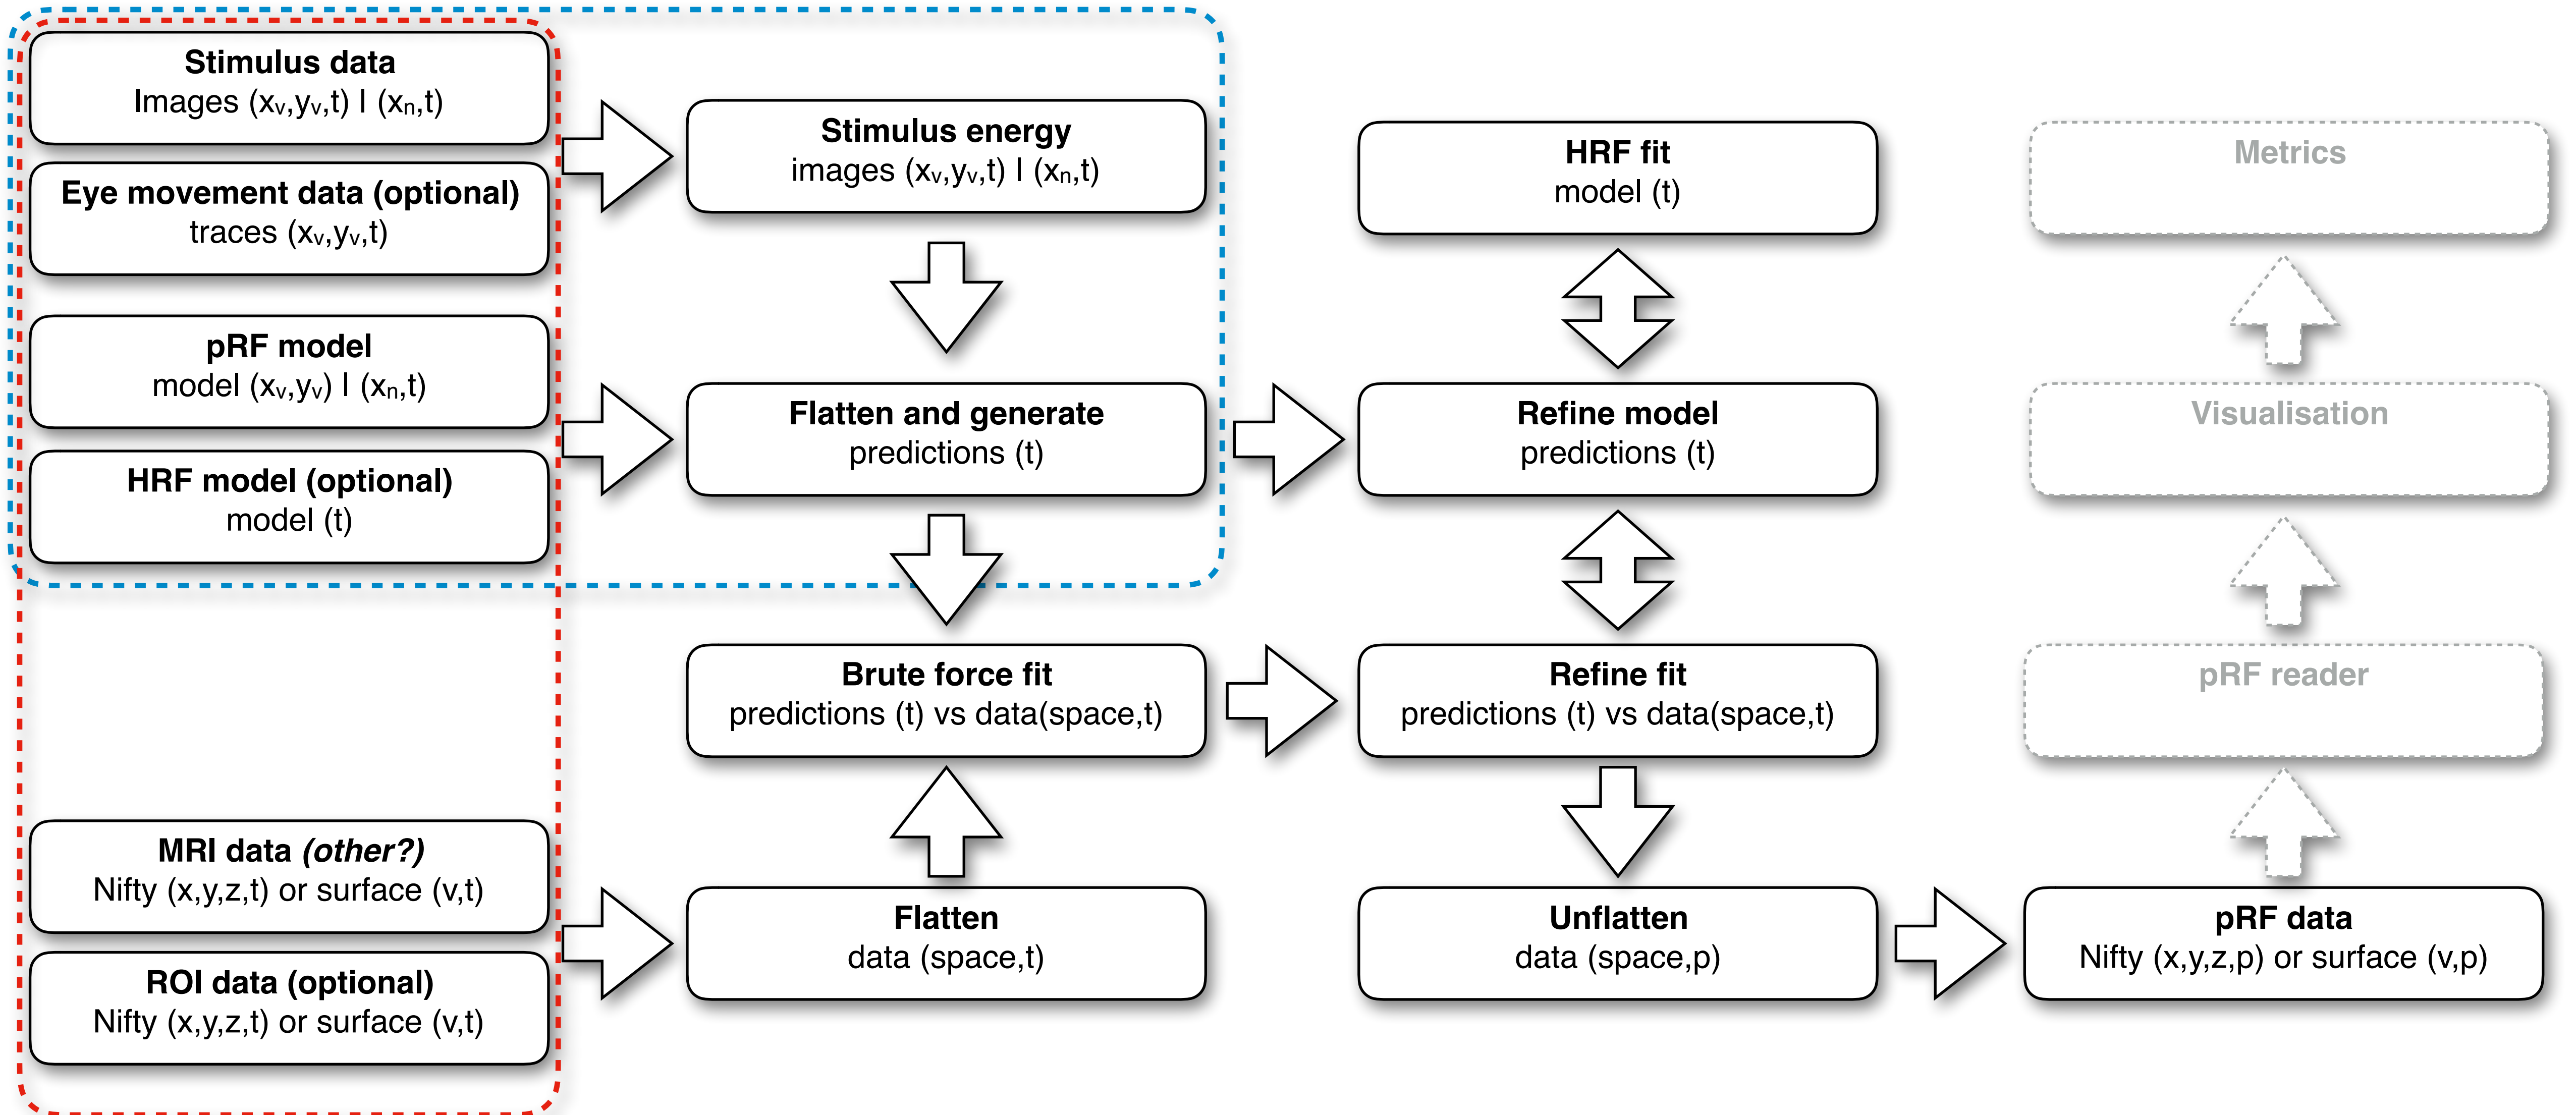 Stimulus data
Images (xᵥ,yᵥ,t) | (xₙ,t)
Eye movement data (optional)
traces (xᵥ,yᵥ,t)
pRF model
model (xᵥ,yᵥ) | (xₙ,t)
HRF model (optional)
model (t)
MRI data (other?)
Nifty (x,y,z,t) or surface (v,t)
ROI data (optional)
Nifty (x,y,z,t) or surface (v,t)
Stimulus energy
images (xᵥ,yᵥ,t) | (xₙ,t)
Flatten and generate
predictions (t)
Brute force fit
predictions (t) vs data(space,t)
Flatten
data (space,t)
HRF fit
model (t)
Refine model
predictions (t)
Refine fit
predictions (t) vs data(space,t)
Unflatten
data (space,p)
Metrics
Visualisation
pRF reader
pRF data
Nifty (x,y,z,p) or surface (v,p)